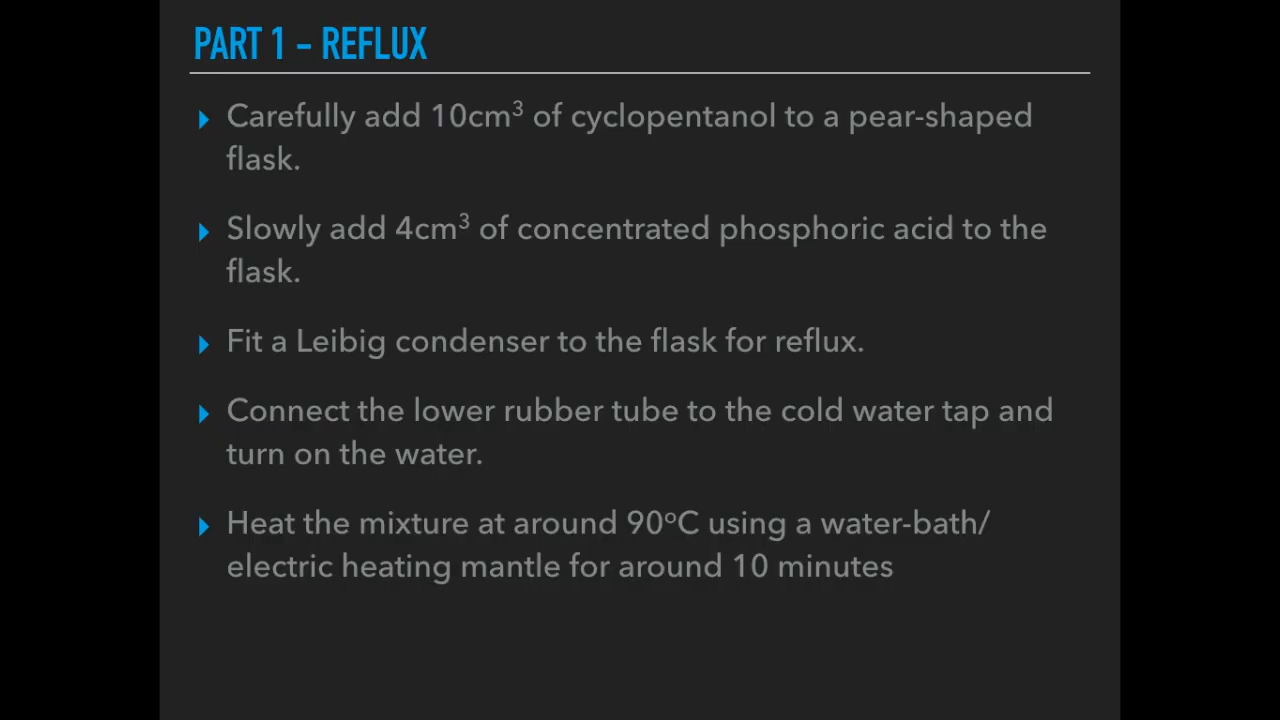 PART 1 – REFLUX
▸ Carefully add 10cm³ of cyclopentanol to a pear-shaped
flask.
▸ Slowly add 4cm³ of concentrated phosphoric acid to the
flask.
▸ Fit a Leibig condenser to the flask for reflux.
▸ Connect the lower rubber tube to the cold water tap and
turn on the water.
▸ Heat the mixture at around 90ºC using a water-bath/
electric heating mantle for around 10 minutes